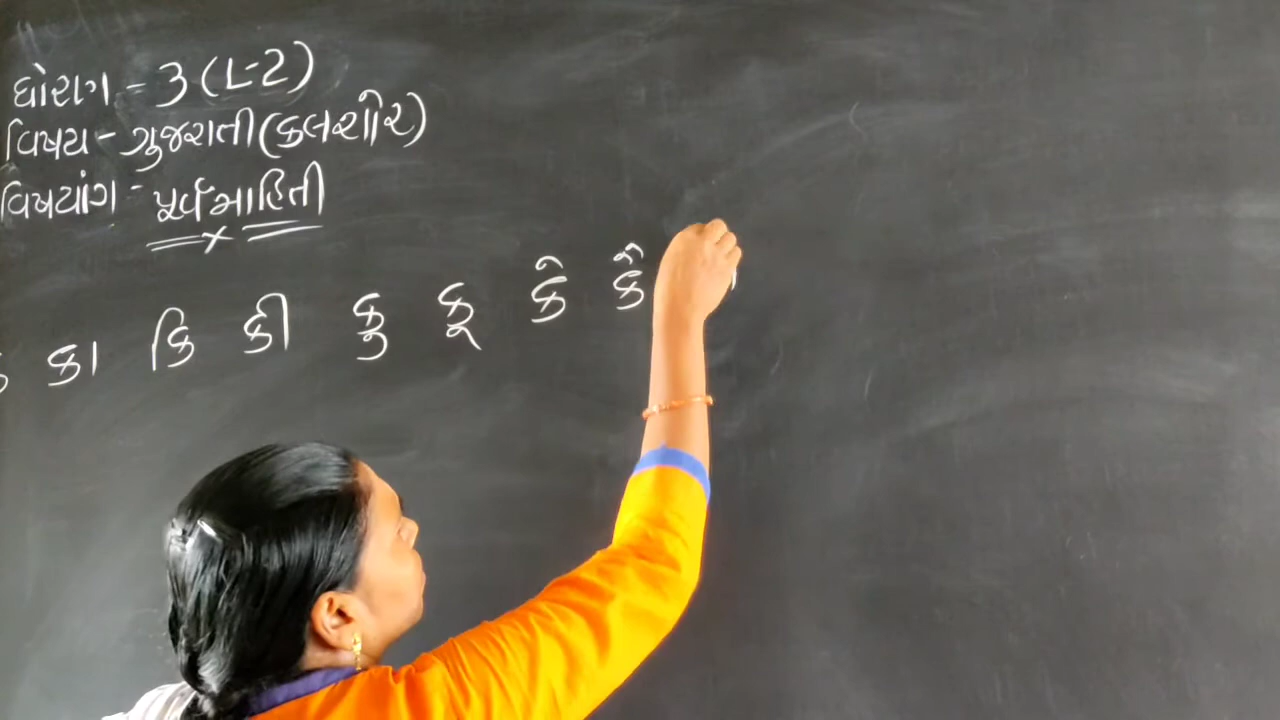 ધોરણ - 3 (L-2)
વિષય - ગુજરાતી (કલશોર)
વિષયાંગ - પૂર્વમાહિતી
ક કા કિ કી કુ કૂ કે કૈ